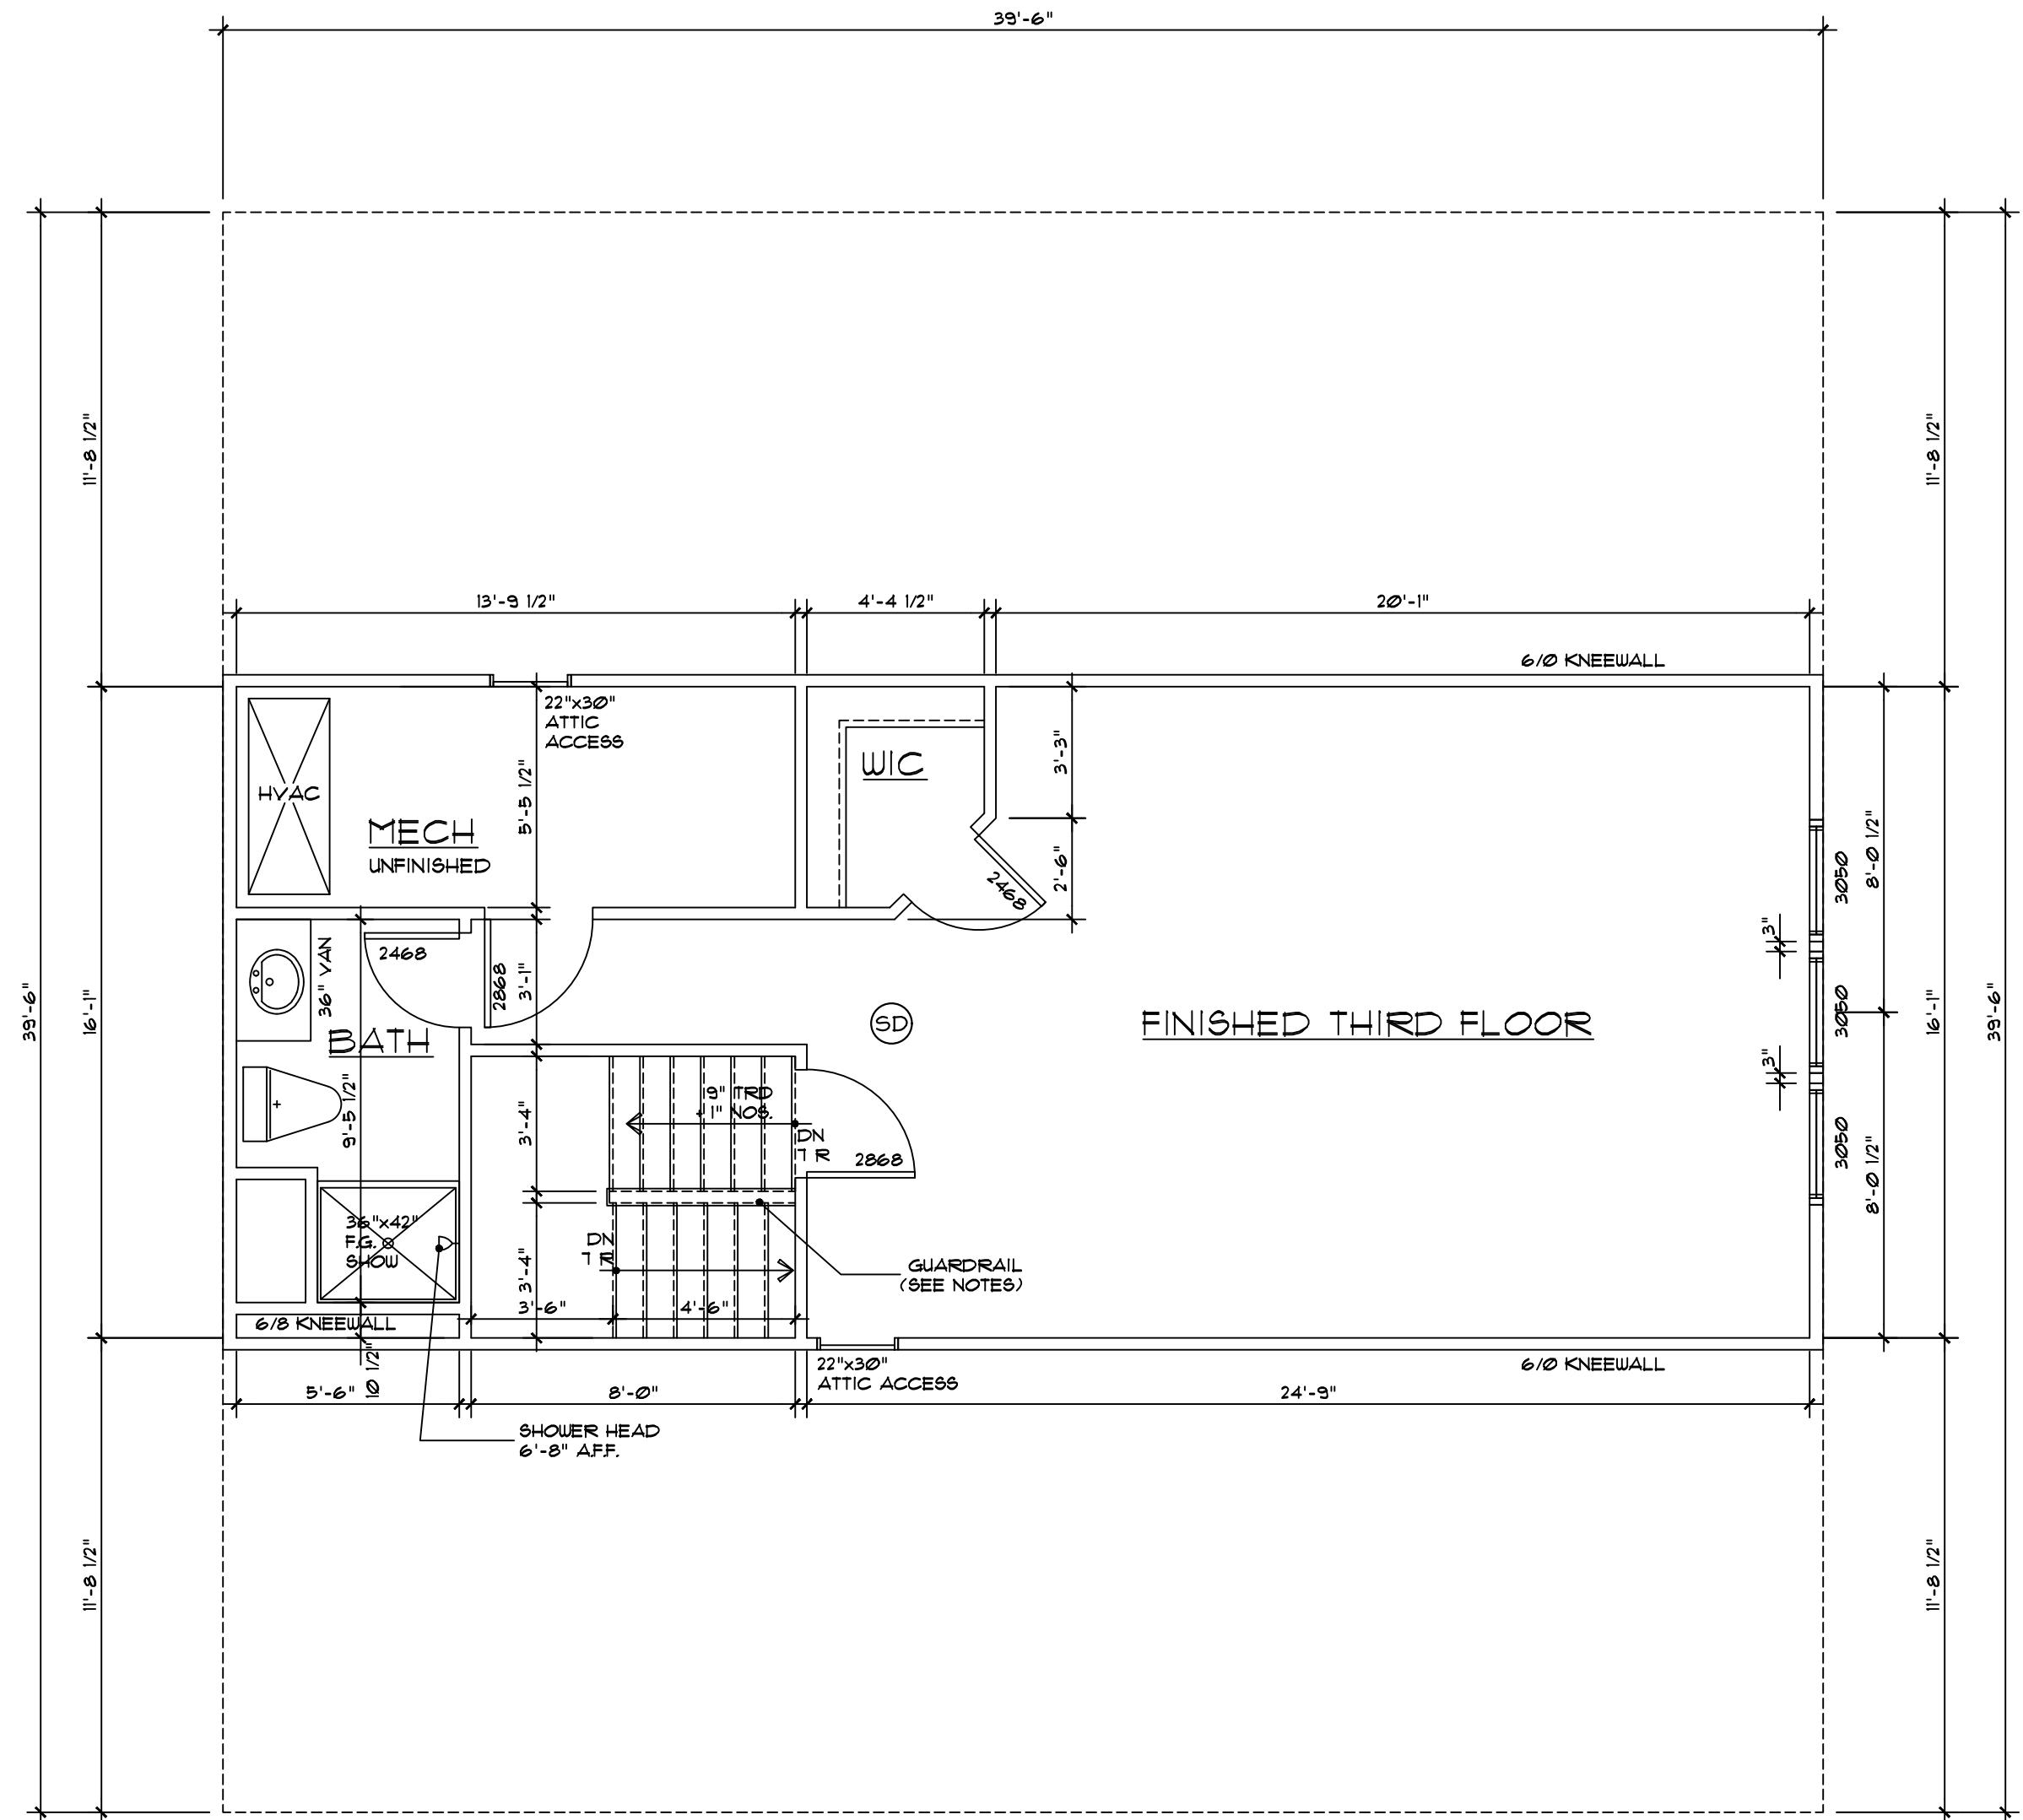 39'-6"
11'-8 1/2"
11'-8 1/2"
13'-9 1/2"
4'-4 1/2"
20'-1"
6/0 KNEEWALL
22"x30"
ATTIC
ACCESS
WIC
3'-3"
HVAC
5'-5 1/2"
MECH
UNFINISHED
2'-6"
2468
3050
8'-0 1/2"
3"
2468
36" VAN
2868
3'-1"
39'-6"
16'-1"
SD
FINISHED THIRD FLOOR
3050
16'-1"
39'-6"
BATH
3"
9" TRD
+ 1" NOS.
9'-5 1/2"
3'-4"
DN
7 R
2868
3050
8'-0 1/2"
36"x42"
F.G.
SHOW
3'-4"
DN
7 R
GUARDRAIL
(SEE NOTES)
3'-6"
4'-6"
6/8 KNEEWALL
10 1/2"
22"x30"
ATTIC ACCESS
6/0 KNEEWALL
5'-6"
8'-0"
24'-9"
SHOWER HEAD
6'-8" A.F.F.
11'-8 1/2"
11'-8 1/2"